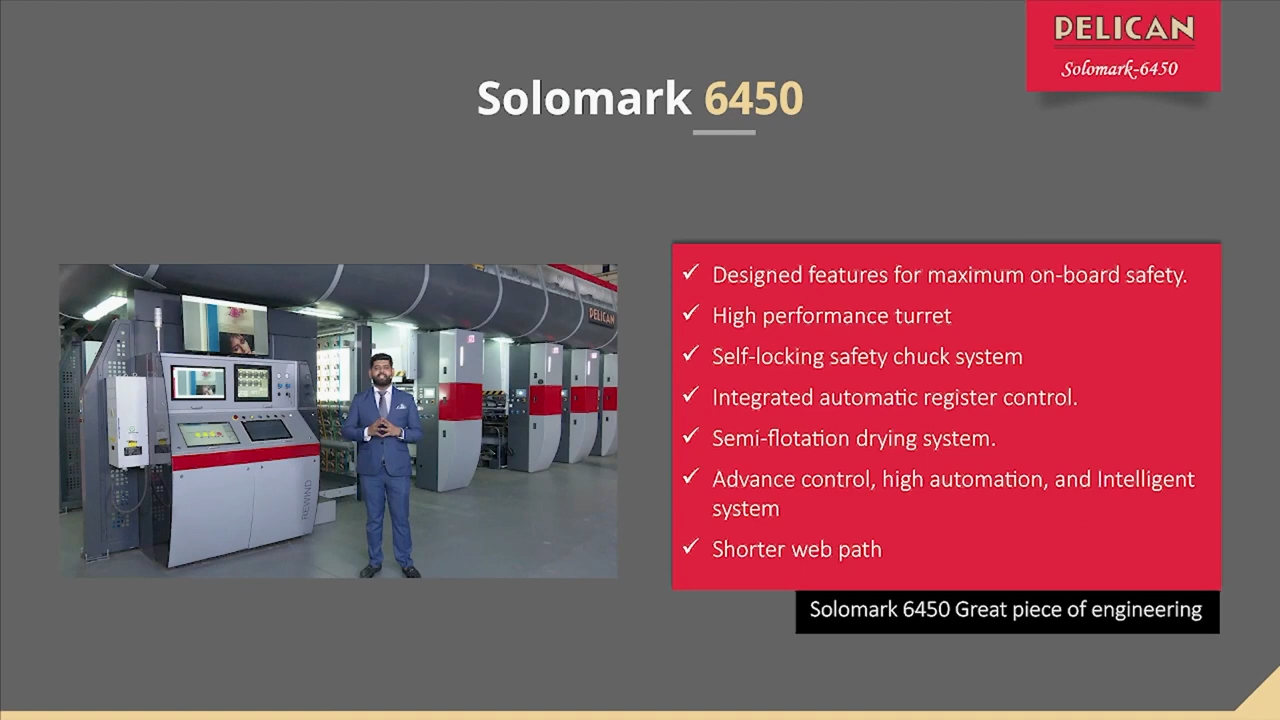 PELICAN
Solomark-6450
Solomark 6450
Designed features for maximum on-board safety.
High performance turret
Self-locking safety chuck system
Integrated automatic register control.
Semi-flotation drying system.
Advance control, high automation, and Intelligent
system
Shorter web path
Solomark 6450 Great piece of engineering
PELICAN
REWIND